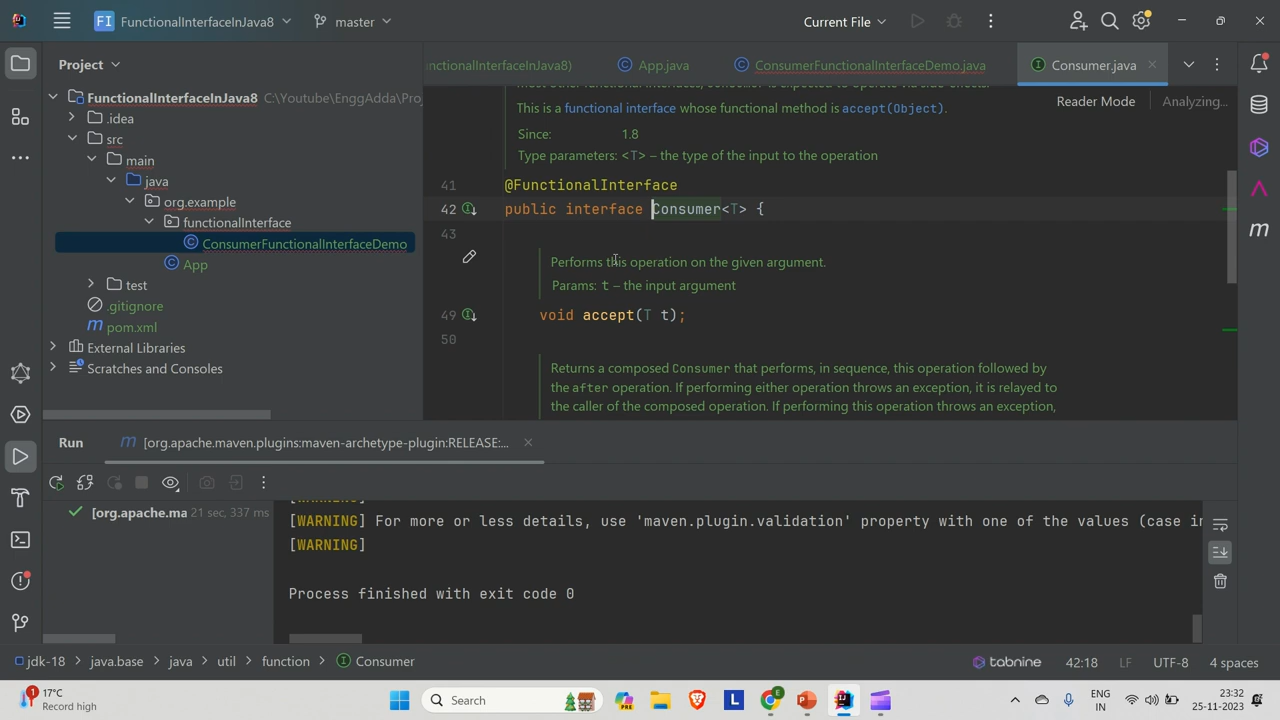 FI FunctionalInterfaceInJava8 master Current File
Project
nctionalInterfaceInJava8) App.java ConsumerFunctionalInterfaceDemo.java Consumer.java
FunctionalInterfaceInJava8 C:\Youtube\EnggAdda\Proj
.idea
src
main
java
org.example
functionalInterface
ConsumerFunctionalInterfaceDemo
App
test
.gitignore
pom.xml
External Libraries
Scratches and Consoles
Reader Mode Analyzing...
This is a functional interface whose functional method is accept(Object).
Since: 1.8
Type parameters: <T> – the type of the input to the operation
41 @FunctionalInterface
42 public interface Consumer<T> {
43
Performs this operation on the given argument.
Params: t – the input argument
49 void accept(T t);
50
Returns a composed Consumer that performs, in sequence, this operation followed by
the after operation. If performing either operation throws an exception, it is relayed to
the caller of the composed operation. If performing this operation throws an exception,
Run m [org.apache.maven.plugins:maven-archetype-plugin:RELEASE:...
[org.apache.ma 21 sec, 337 ms
[WARNING]
[WARNING] For more or less details, use 'maven.plugin.validation' property with one of the values (case in
[WARNING]
Process finished with exit code 0
jdk-18 java.base java util function Consumer
tabnine 42:18 LF UTF-8 4 spaces
1 17°C
Record high
Search
PRE
L
E
ENG
IN
23:32
25-11-2023